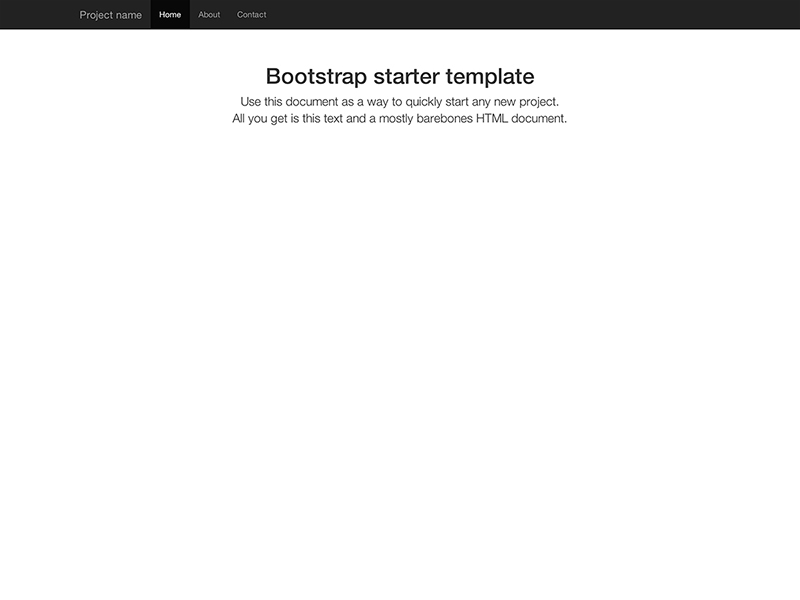 Project name Home About Contact
Bootstrap starter template
Use this document as a way to quickly start any new project.
All you get is this text and a mostly barebones HTML document.